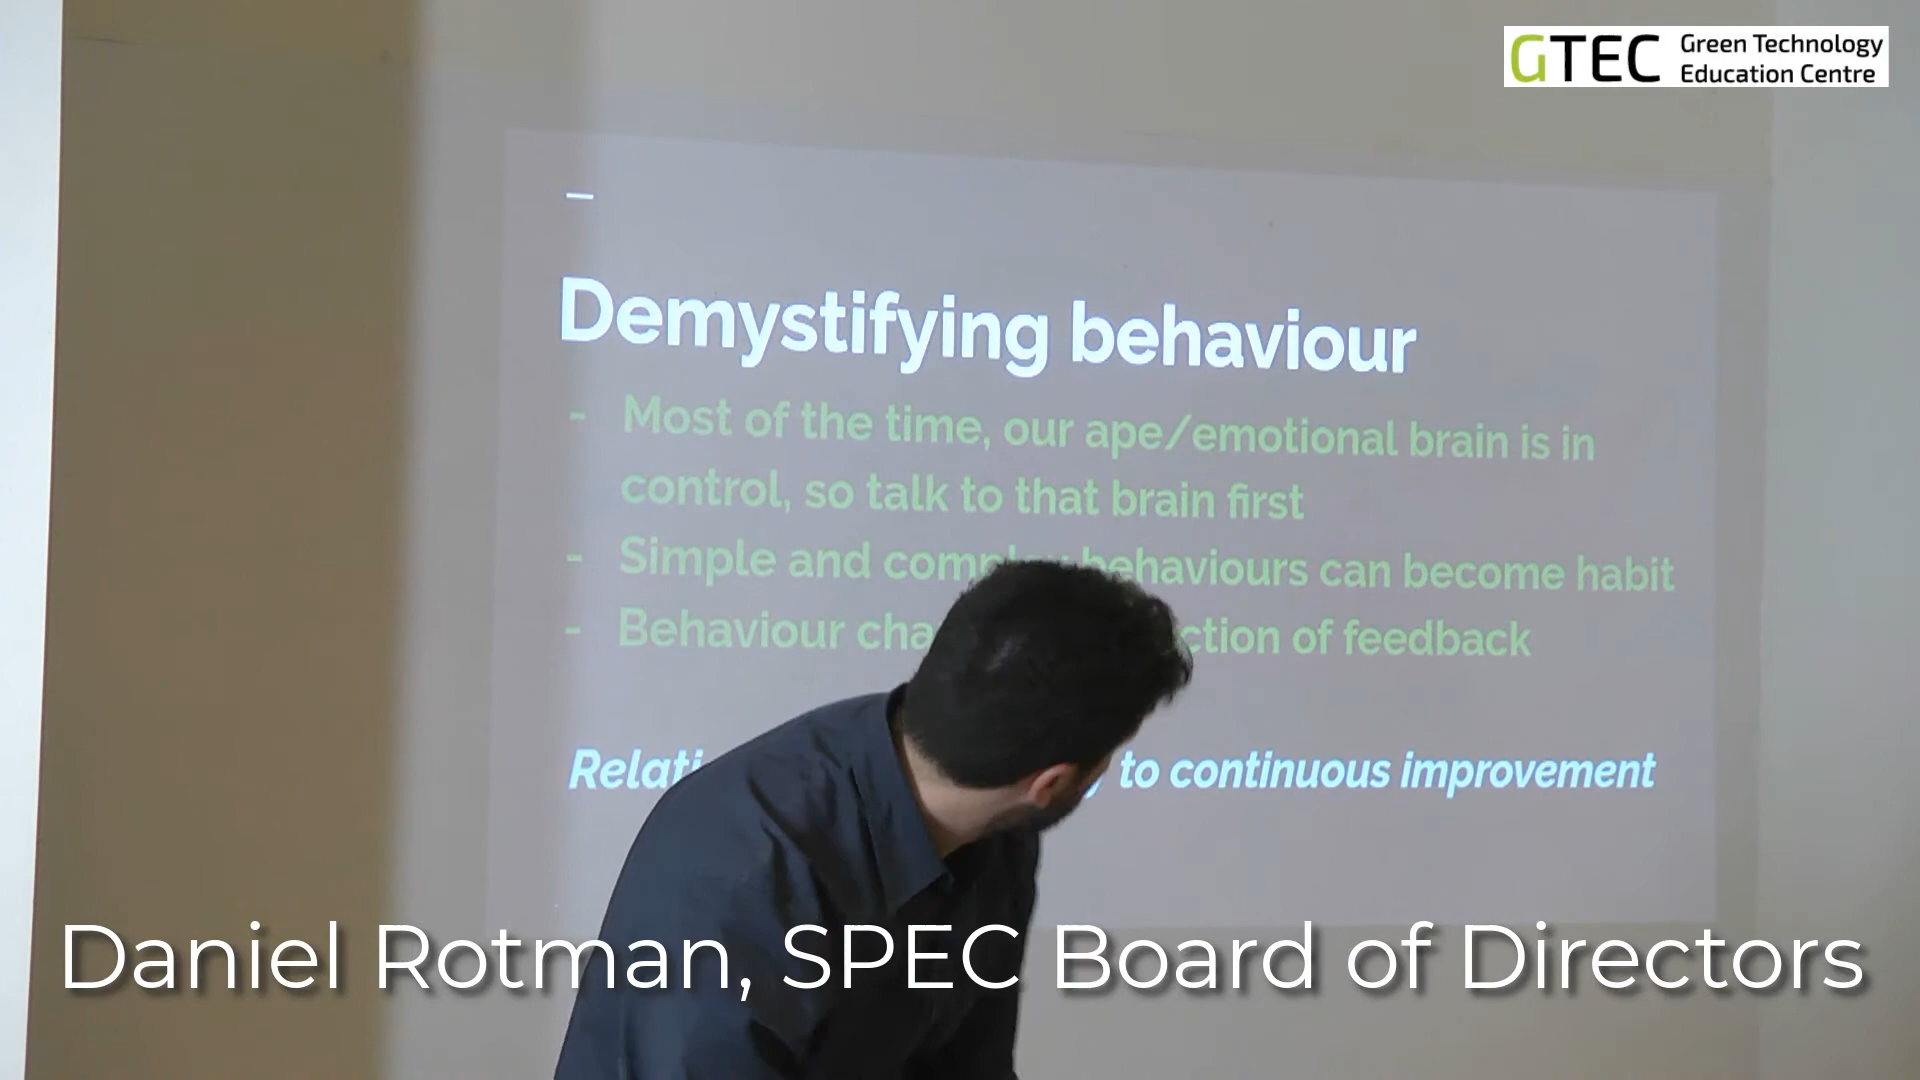 GTEC Green Technology
Education Centre
Demystifying behaviour
- Most of the time, our ape/emotional brain is in
control, so talk to that brain first
- Simple and complex behaviours can become habit
- Behaviour of feedback
to continuous improvement
Daniel Rotman, SPEC Board of Directors